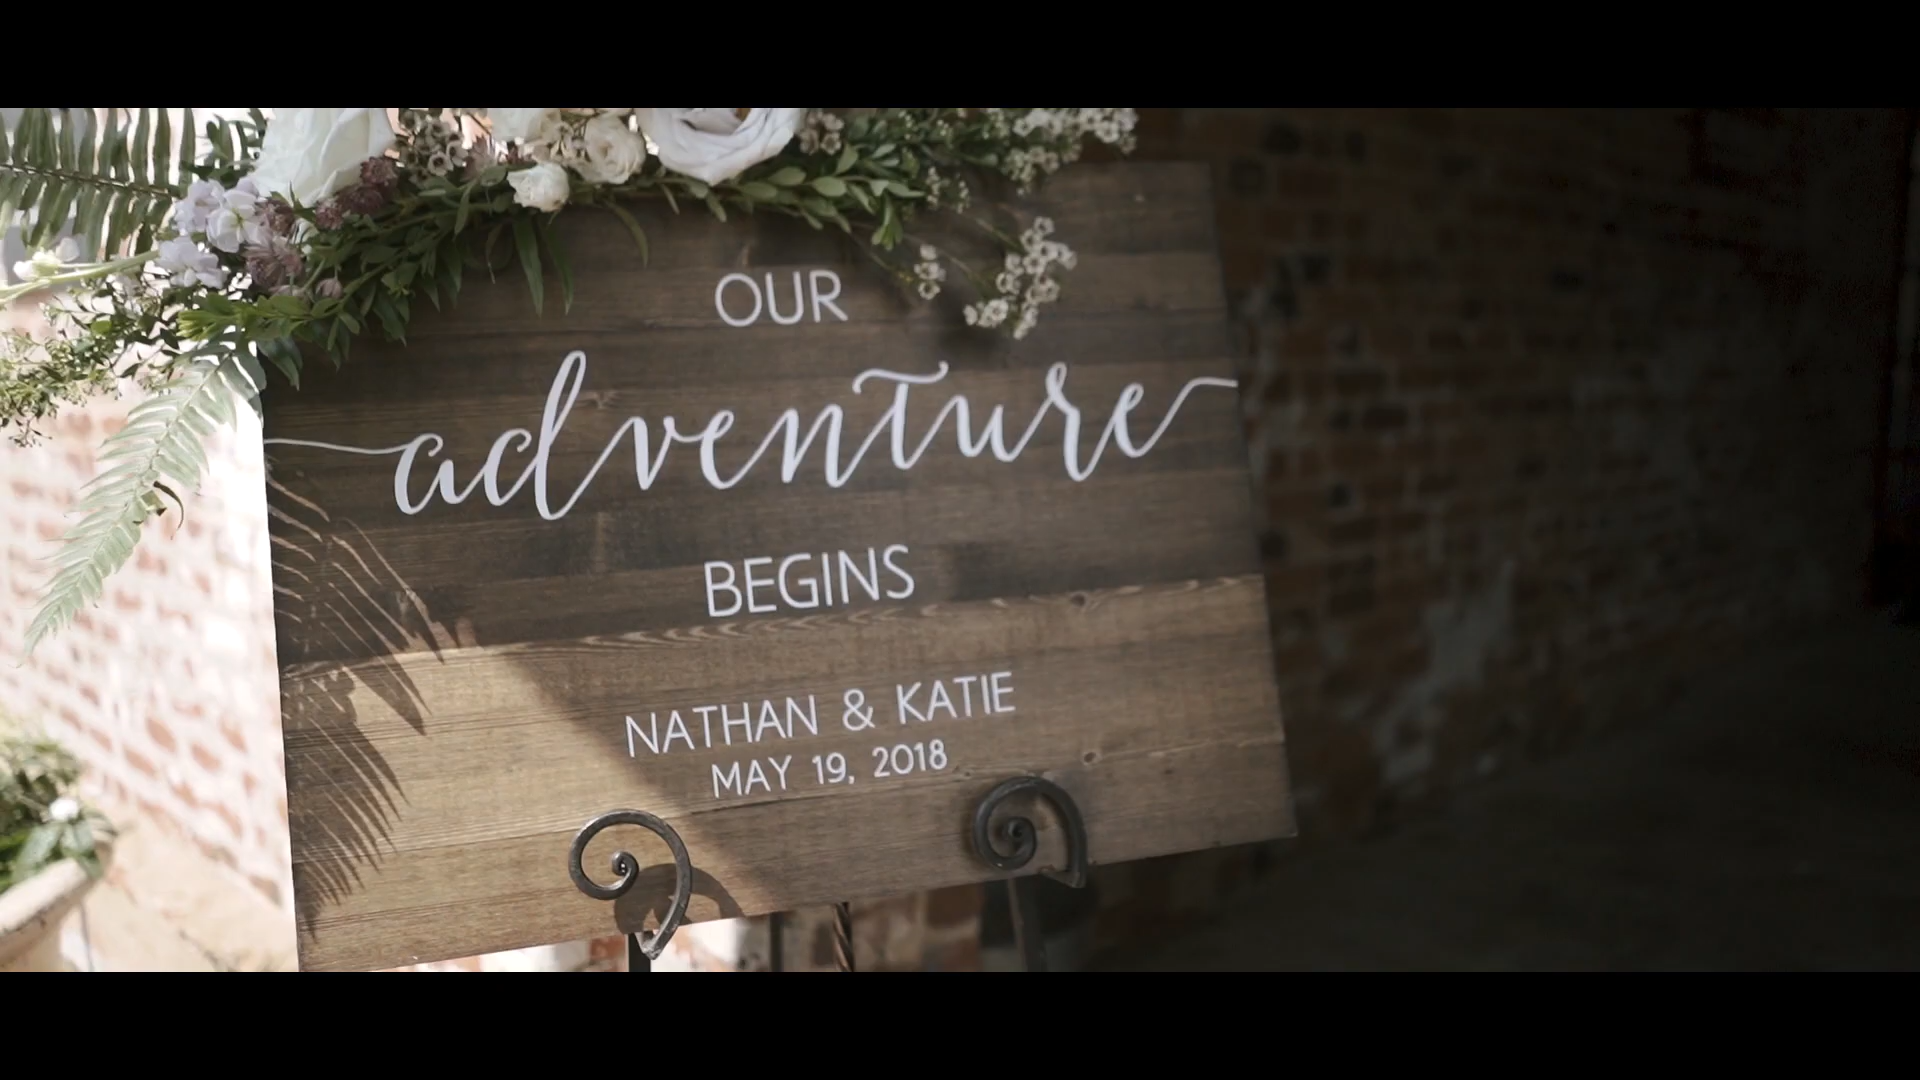 OUR
adventure
BEGINS
NATHAN & KATIE
MAY 19, 2018